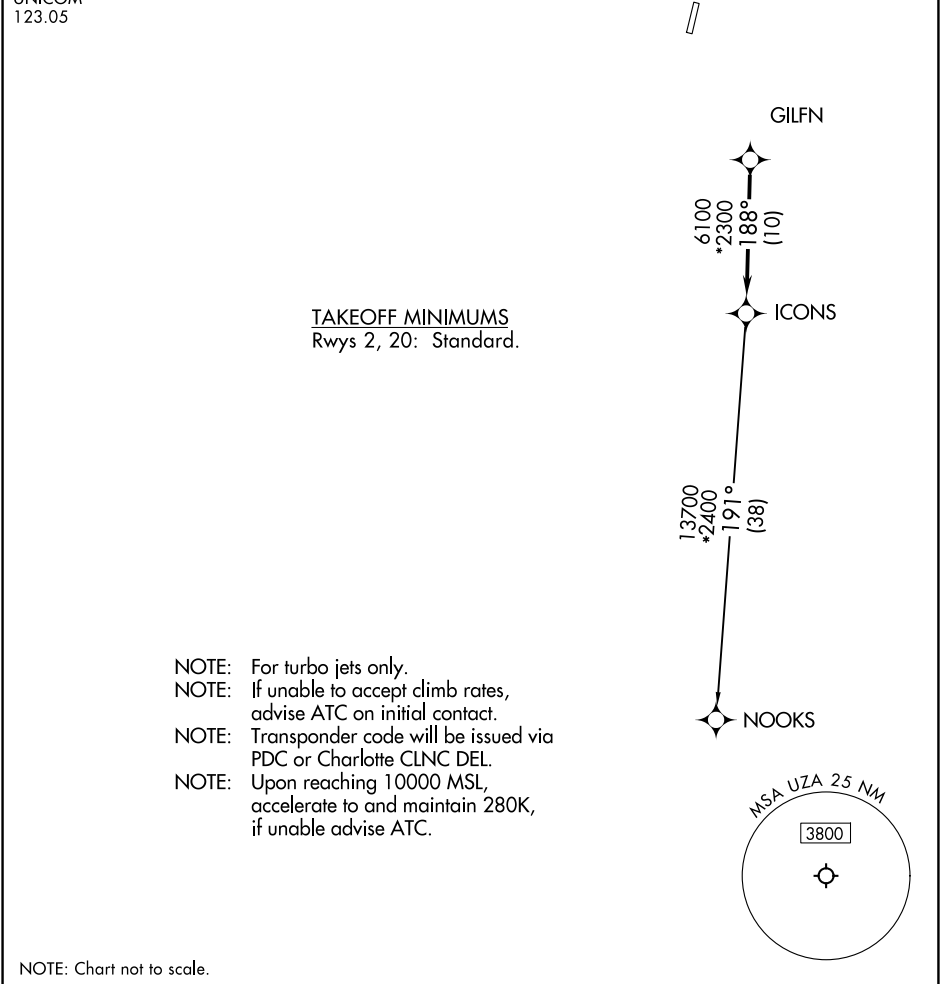 123.05
GILFN
6100
*2300
188°
(10)
ICONS
TAKEOFF MINIMUMS
Rwys 2, 20: Standard.
13700
*2400
191°
(38)
NOTE: For turbo jets only.
NOTE: If unable to accept climb rates,
advise ATC on initial contact.
NOTE: Transponder code will be issued via
PDC or Charlotte CLNC DEL.
NOTE: Upon reaching 10000 MSL,
accelerate to and maintain 280K,
if unable advise ATC.
NOOKS
MSA UZA 25 NM
3800
NOTE: Chart not to scale.